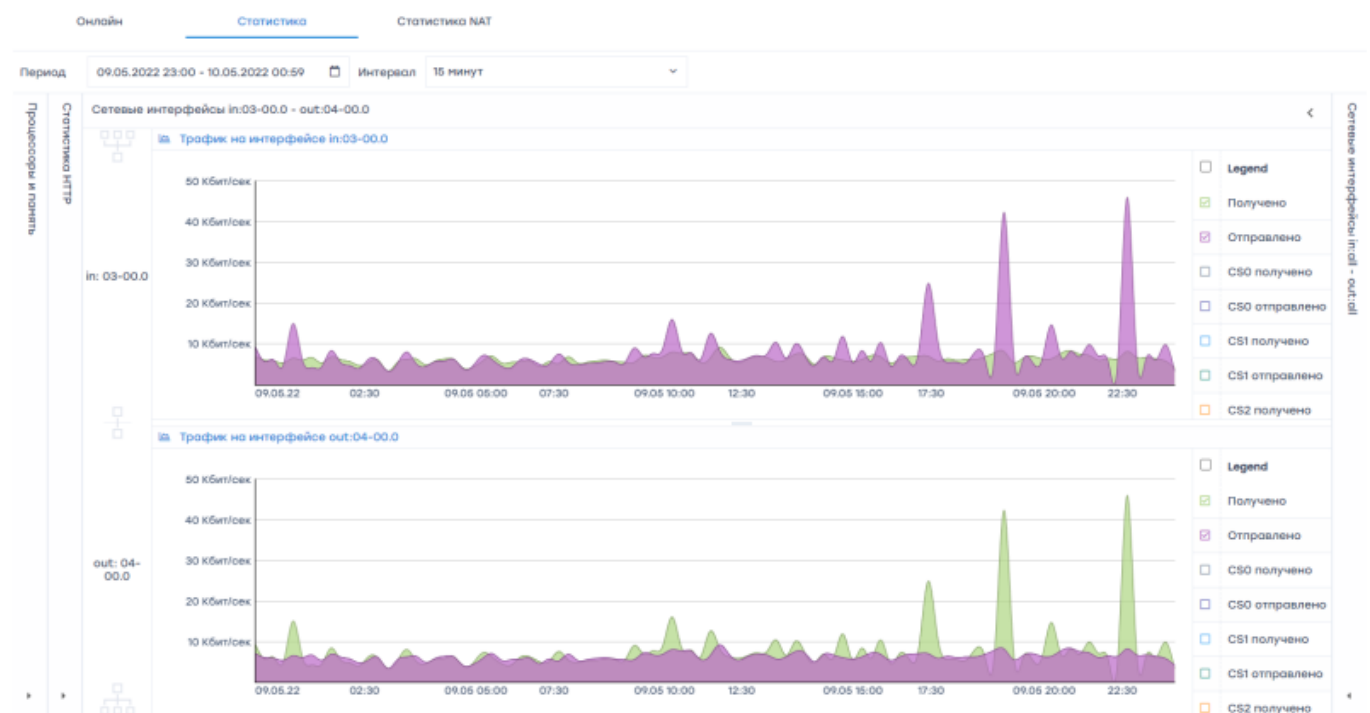 Онлайн
Статистика
Статистика NAT
Период
09.05.2022 23:00 - 10.05.2022 00:59
Интервал
15 минут
Процессоры и память
Статистика HTTP
Сетевые интерфейсы in:03-00.0 - out:04-00.0
in: 03-00.0
Трафик на интерфейсе in:03-00.0
50 Кбит/сек
40 Кбит/сек
30 Кбит/сек
20 Кбит/сек
10 Кбит/сек
09.05.22
02:30
09.05 05:00
07:30
09.05 10:00
12:30
09.05 15:00
17:30
09.05 20:00
22:30
Legend
Получено
Отправлено
CS0 получено
CS0 отправлено
CS1 получено
CS1 отправлено
CS2 получено
out: 04-
00.0
Трафик на интерфейсе out:04-00.0
50 Кбит/сек
40 Кбит/сек
30 Кбит/сек
20 Кбит/сек
10 Кбит/сек
09.05.22
02:30
09.05 05:00
07:30
09.05 10:00
12:30
09.05 15:00
17:30
09.05 20:00
22:30
Legend
Получено
Отправлено
CS0 получено
CS0 отправлено
CS1 получено
CS1 отправлено
CS2 получено
Сетевые интерфейсы in:all - out:all